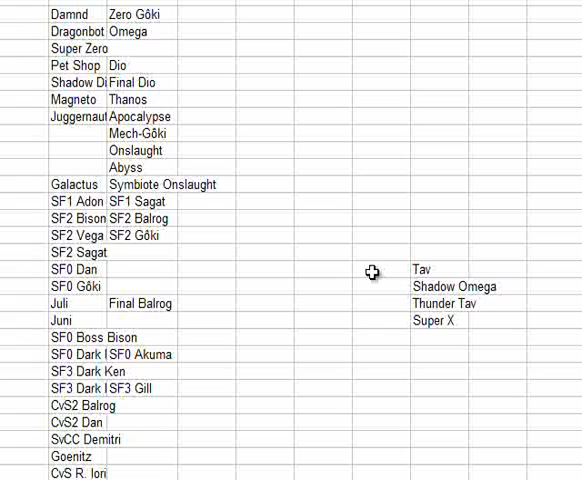 Damnd Zero Gôki
Dragonbot Omega
Super Zero
Pet Shop Dio
Shadow Di Final Dio
Magneto Thanos
Juggernaut Apocalypse
Mech-Gôki
Onslaught
Abyss
Galactus Symbiote Onslaught
SF1 Adon SF1 Sagat
SF2 Bison SF2 Balrog
SF2 Vega SF2 Gôki
SF2 Sagat
SF0 Dan Tav
SF0 Gôki Shadow Omega
Juli Final Balrog Thunder Tav
Juni Super X
SF0 Boss Bison
SF0 Dark I SF0 Akuma
SF3 Dark Ken
SF3 Dark I SF3 Gill
CvS2 Balrog
CvS2 Dan
SvCC Demitri
Goenitz
CvS R. Iori